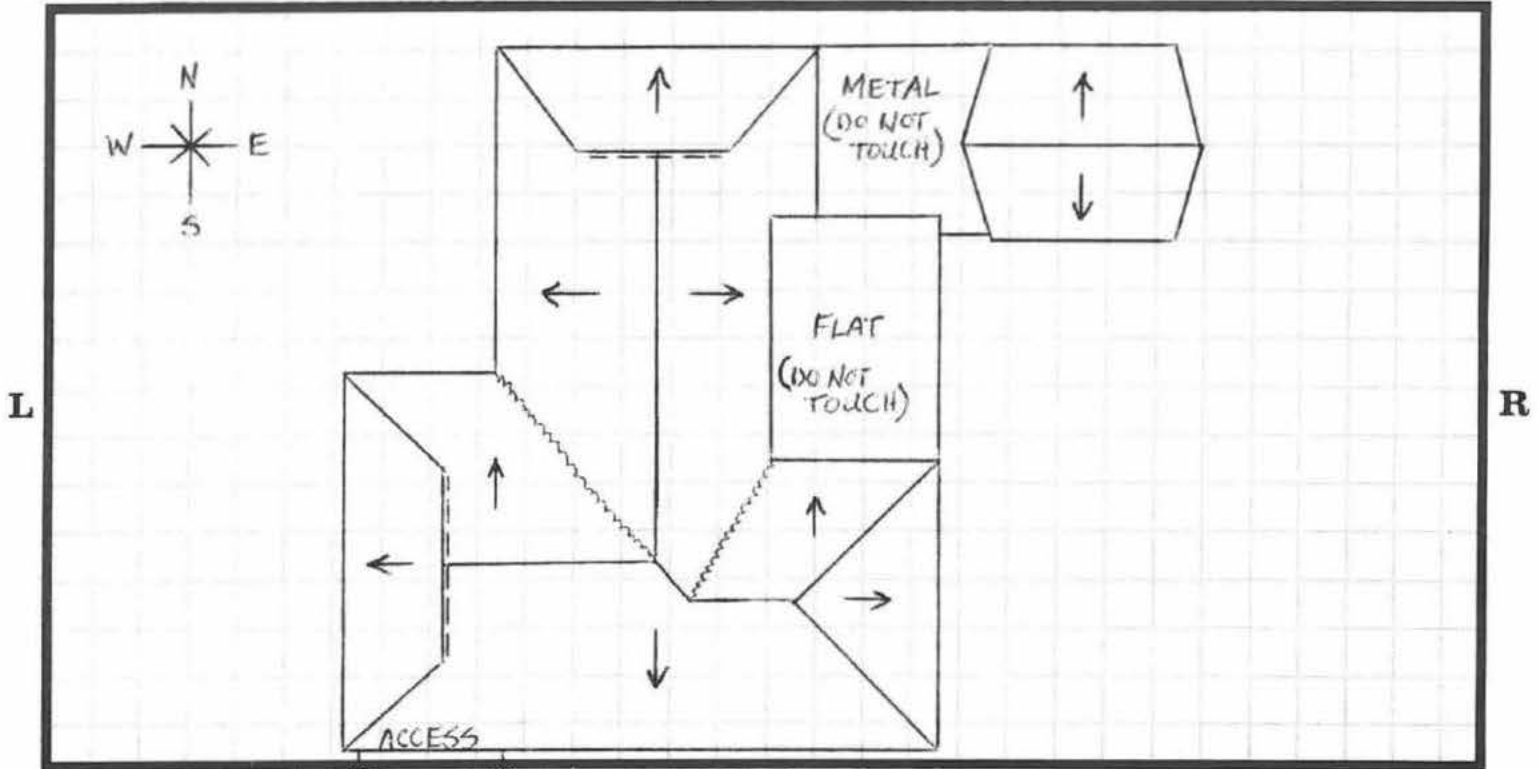 N
W E
S
METAL
(DO NOT
TOUCH)
FLAT
(DO NOT
TOUCH)
L
R
ACCESS